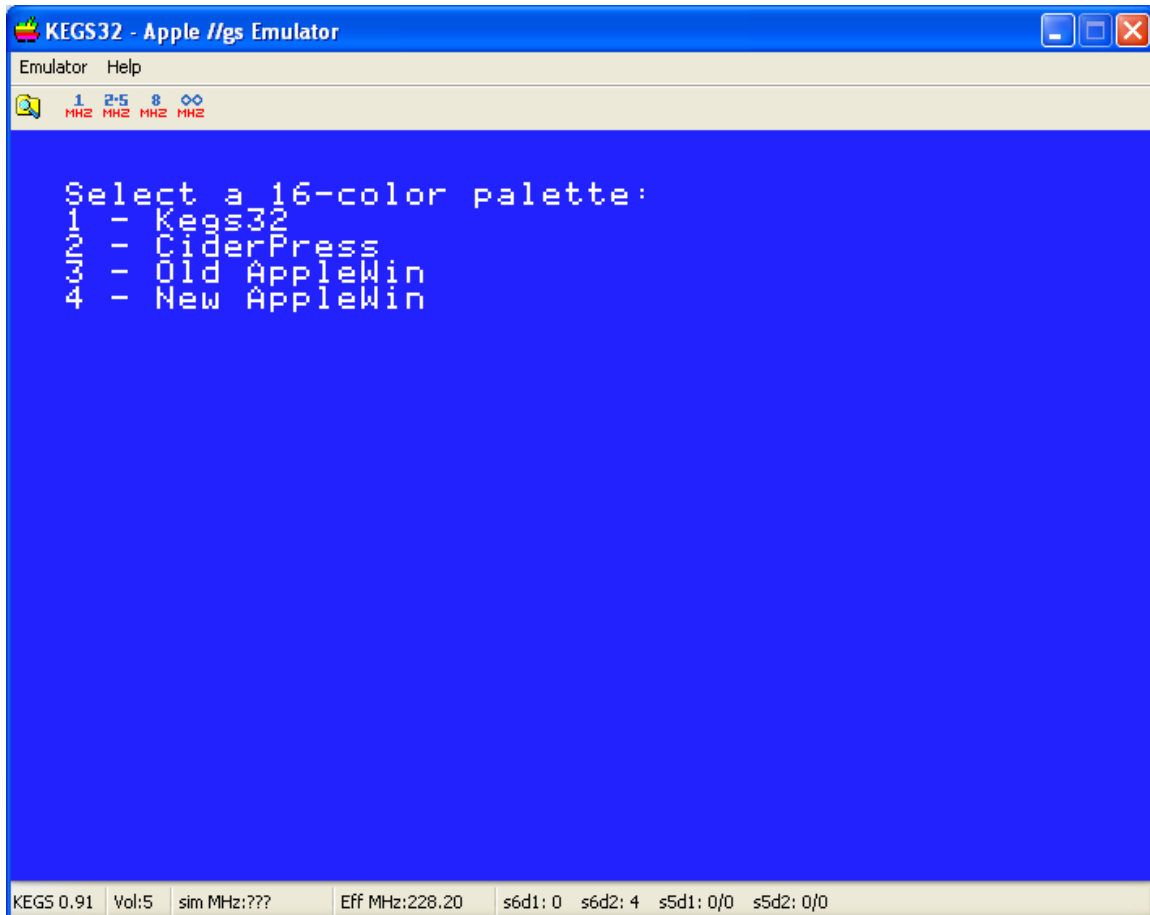 KEGS32 - Apple //gs Emulator
Emulator Help
1 MHZ 2.5 MHZ 8 MHZ ∞ MHZ
Select a 16-color palette:
1 - Kegs32
2 - CiderPress
3 - Old AppleWin
4 - New AppleWin
KEGS 0.91 Vol:5 sim MHz:??? Eff MHz:228.20 s6d1: 0 s6d2: 4 s5d1: 0/0 s5d2: 0/0